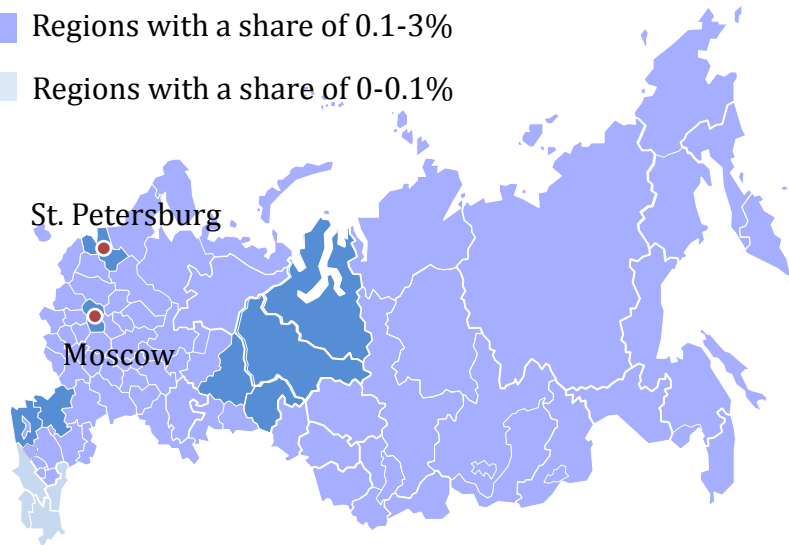 Regions with a share of 0.1-3%
Regions with a share of 0-0.1%
St. Petersburg
Moscow